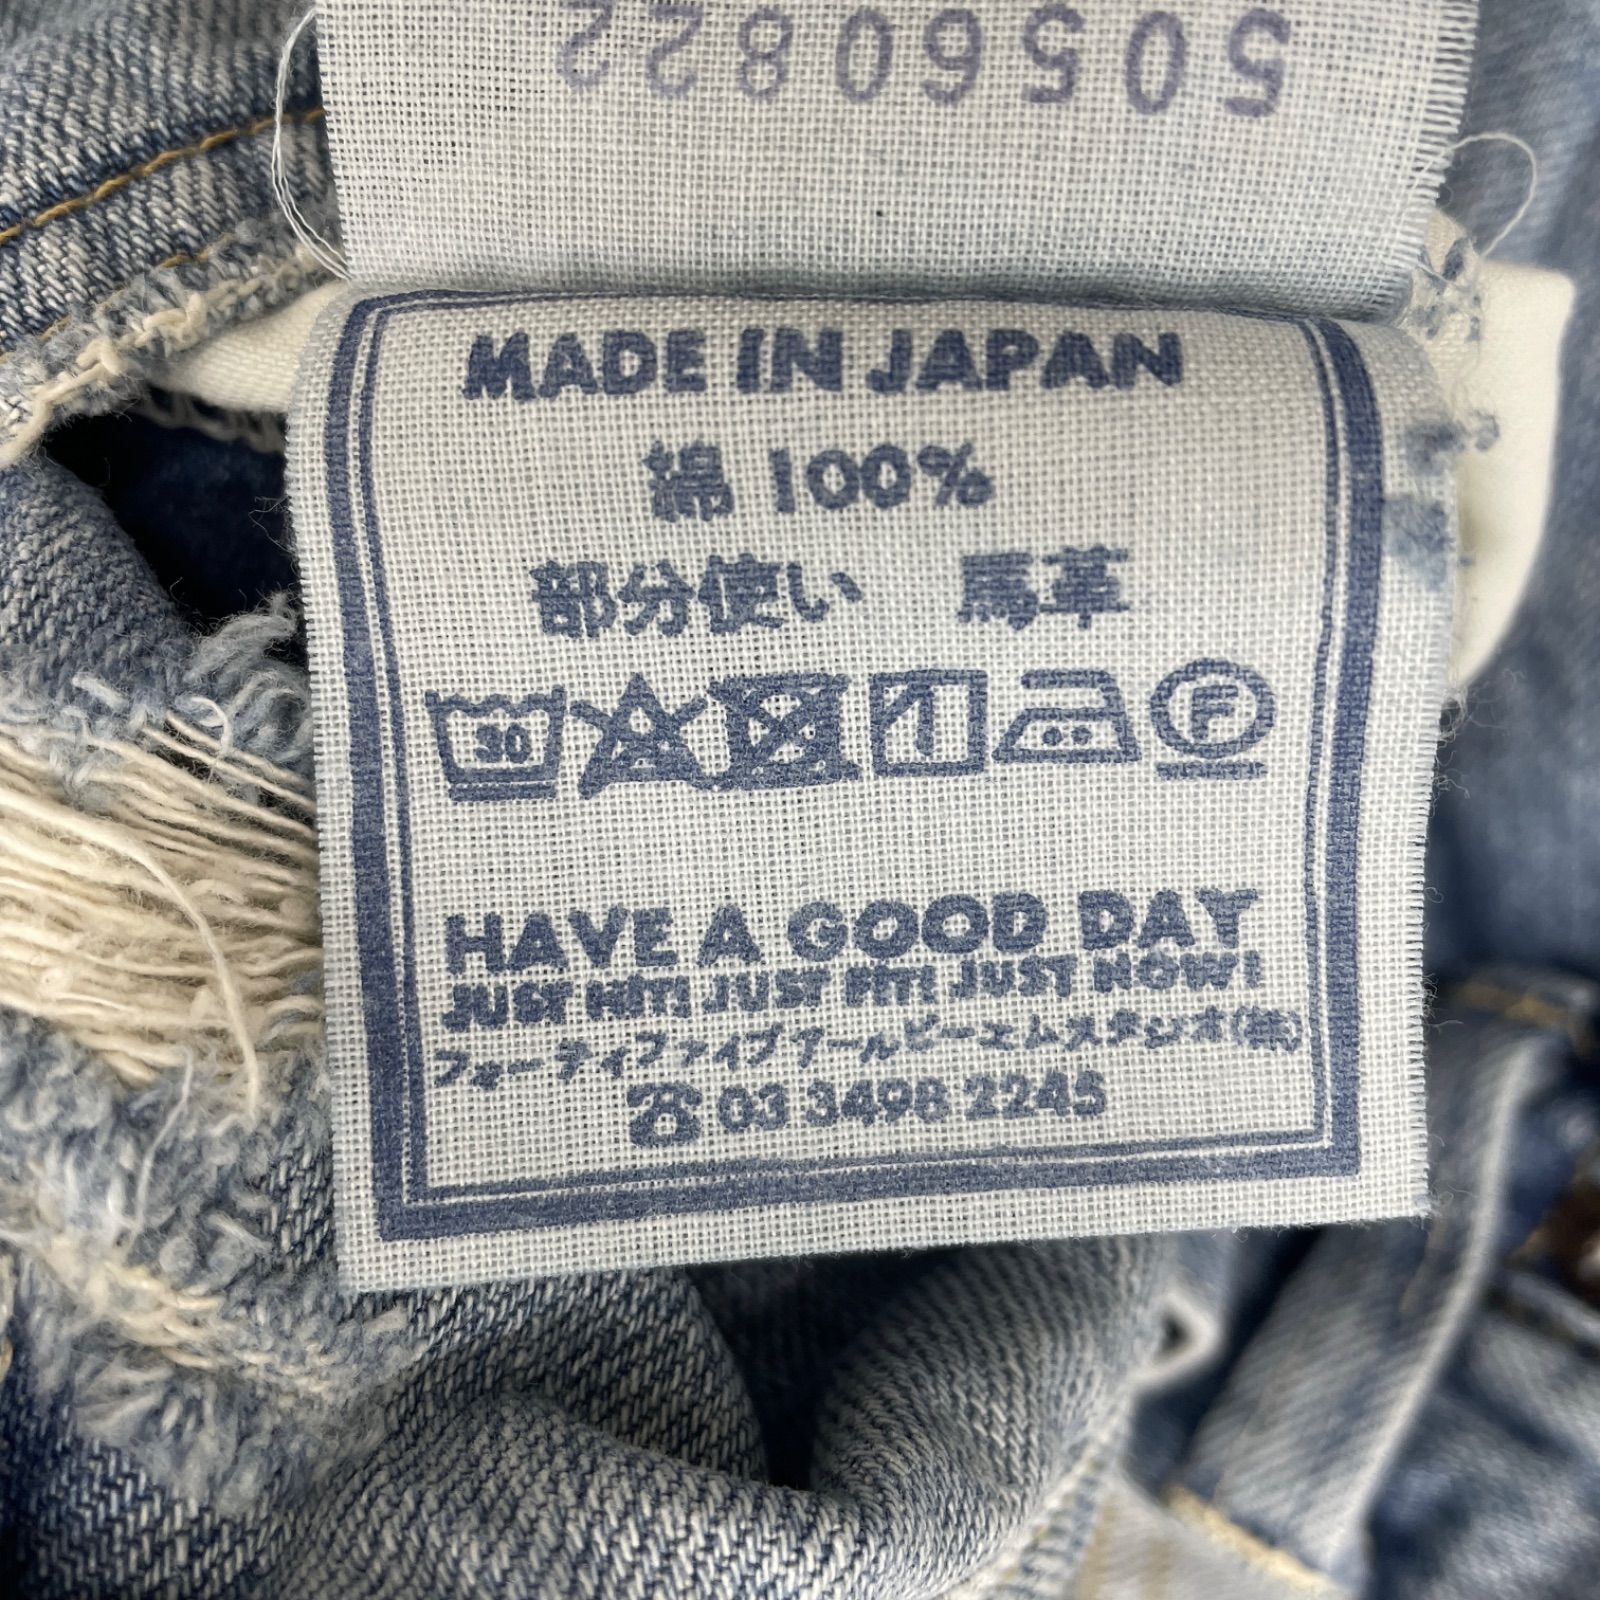 50560822
MADE IN JAPAN
綿 100%
部分使い 馬革
30
F
HAVE A GOOD DAY
JUST HIT! JUST FIT! JUST NOW!
フォーティファイブアールピーエムスタジオ(株)
☎03 3498 2245